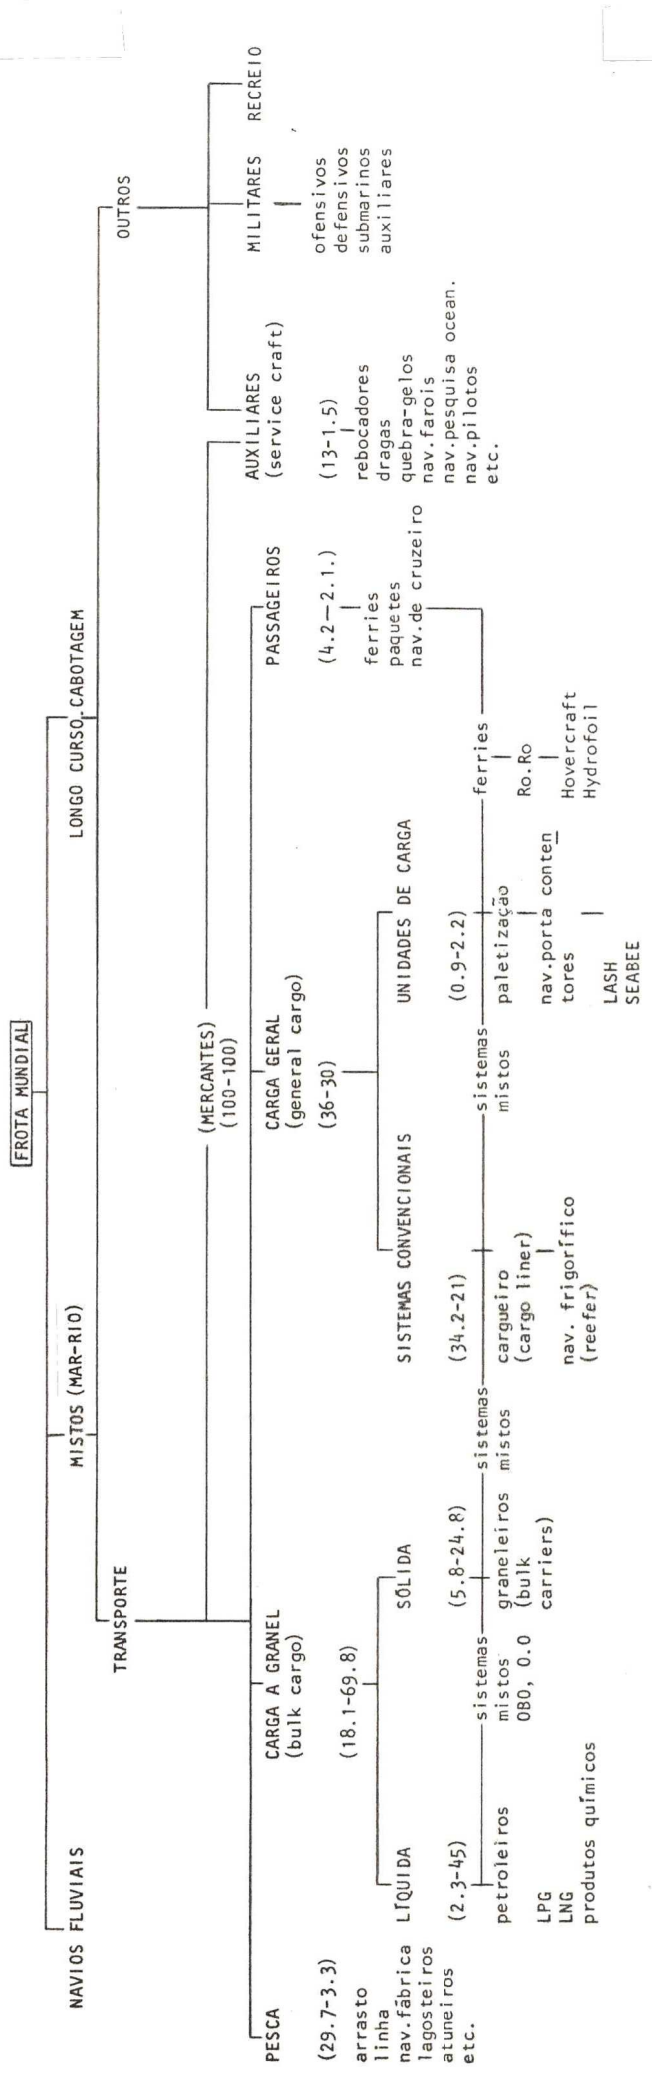 FROTA MUNDIAL
NAVIOS FLUVIAIS
MISTOS (MAR-RIO)
LONGO CURSO,CABOTAGEM
TRANSPORTE
OUTROS
(MERCANTES)
(100-100)
PESCA
(29.7-3.3)
arrasto
linha
nav.fábrica
lagosteiros
atuneiros
etc.
CARGA A GRANEL
(bulk cargo)
(18.1-69.8)
LÍQUIDA
(2.3-45)
petroleiros
LPG
LNG
produtos químicos
sistemas
mistos
OBO, O.O
SÓLIDA
(5.8-24.8)
graneleiros
(bulk
carriers)
sistemas
mistos
CARGA GERAL
(general cargo)
(36-30)
SISTEMAS CONVENCIONAIS
(34.2-21)
cargueiro
(cargo liner)
nav. frigorífico
(reefer)
sistemas
mistos
UNIDADES DE CARGA
(0.9-2.2)
paletização
nav.porta conten
tores
LASH
SEABEE
ferries
Ro.Ro
Hovercraft
Hydrofoil
PASSAGEIROS
(4.2-2.1.)
ferries
paquetes
nav.de cruzeiro
AUXILIARES
(service craft)
(13-1.5)
rebocadores
dragas
quebra-gelos
nav.farois
nav.pesquisa ocean.
nav.pilotos
etc.
MILITARES
ofensivos
defensivos
submarinos
auxiliares
RECREIO